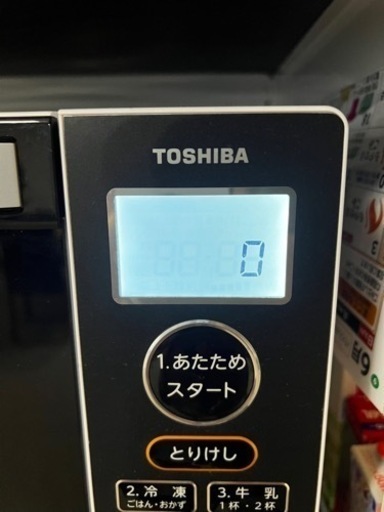 TOSHIBA
0
1.あたため
スタート
とりけし
2.冷 凍
ごはん・おかず
3.牛 乳
1杯・2杯